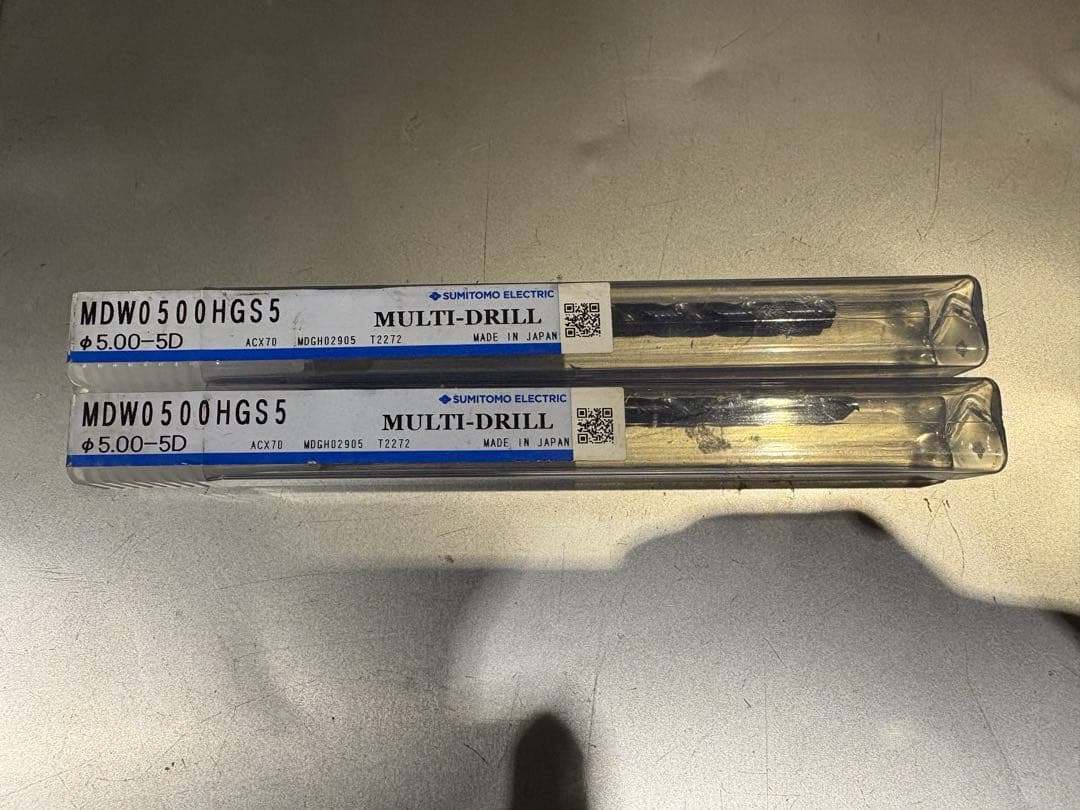 MDW0500HGS5
SUMITOMO ELECTRIC
MULTI-DRILL
φ5.00-5D ACX70 MDGH02905 T2272 MADE IN JAPAN
MDW0500HGS5
SUMITOMO ELECTRIC
MULTI-DRILL
φ5.00-5D ACX70 MDGH02905 T2272 MADE IN JAPAN